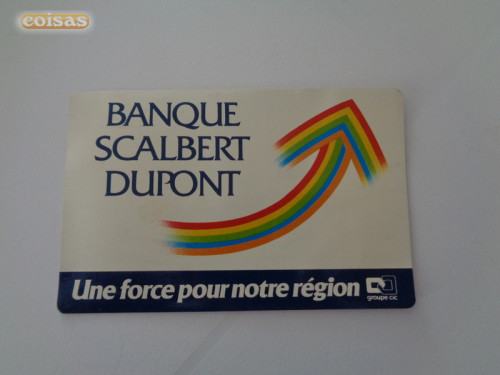 coisas
BANQUE
SCALBERT
DUPONT
Une force pour notre région
groupe cic